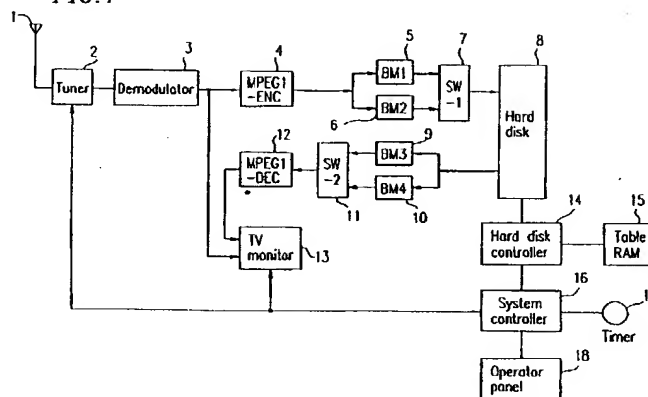 1
2
3
4
5
7
8
Tuner
Demodulator
MPEG1
-ENC
BM1
BM2
SW
-1
Hard
disk
6
12
9
MPEG1
-DEC
SW
-2
BM3
BM4
11
10
14
15
TV
monitor
13
Hard disk
controller
Table
RAM
16
System
controller
Timer
18
Operator
panel